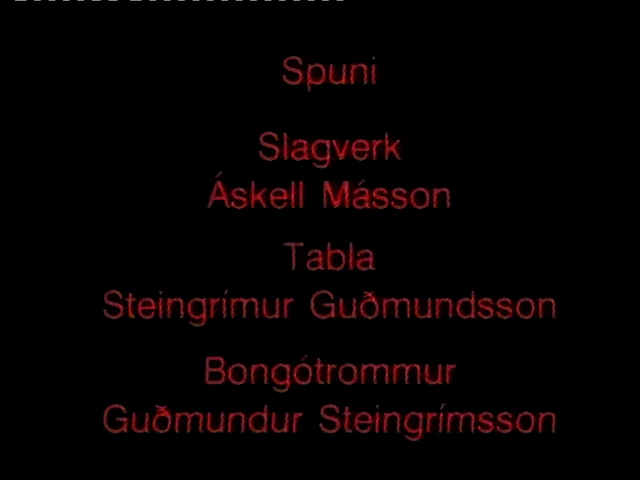 Spuni
Slagverk
Áskell Másson
Tabla
Steingrímur Guðmundsson
Bongótrommur
Guðmundur Steingrímsson